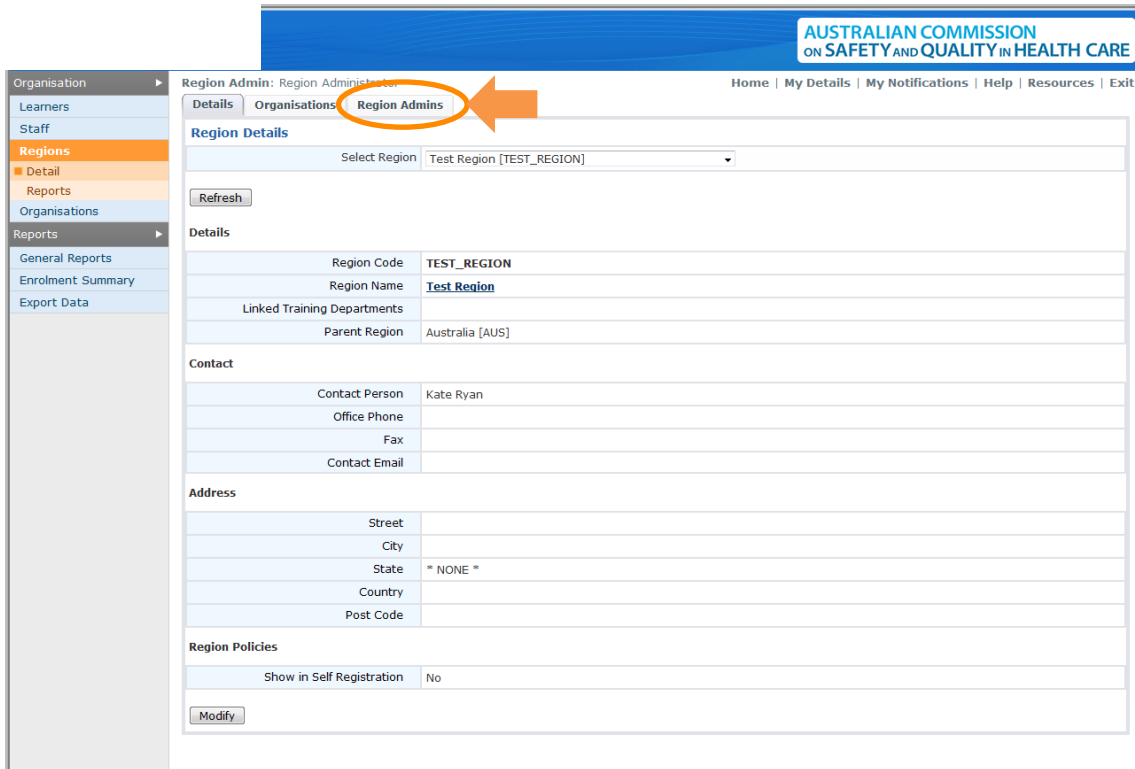 AUSTRALIAN COMMISSION
ON SAFETY AND QUALITY IN HEALTH CARE
Organisation
Region Admin: Region Administrator
Home | My Details | My Notifications | Help | Resources | Exit
Learners
Details Organisations Region Admins
Staff
Region Details
Regions
Select Region Test Region [TEST_REGION]
Detail
Reports
Refresh
Organisations
Reports
Details
General Reports
Region Code TEST_REGION
Enrolment Summary
Region Name Test Region
Export Data
Linked Training Departments
Parent Region Australia [AUS]
Contact
Contact Person Kate Ryan
Office Phone
Fax
Contact Email
Address
Street
City
State * NONE *
Country
Post Code
Region Policies
Show in Self Registration No
Modify